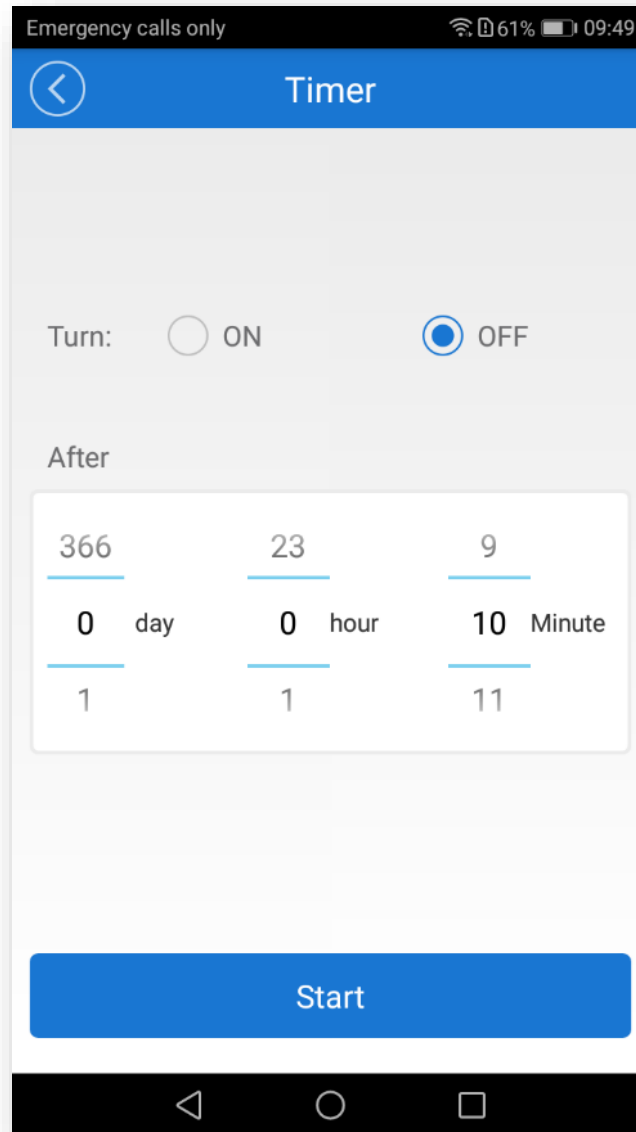 Emergency calls only 61% 09:49
Timer
Turn: ON OFF
After
366 23 9
0 day 0 hour 10 Minute
1 1 11
Start